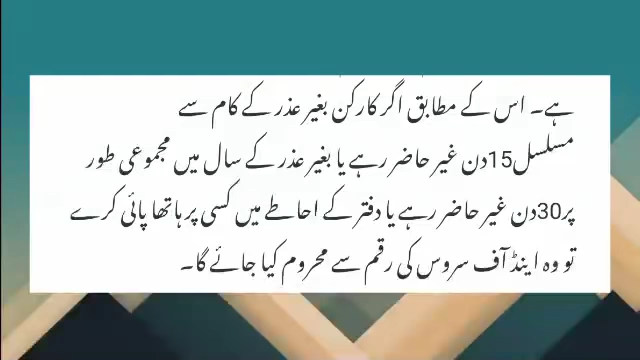 ہے۔ اس کے مطابق اگر کارکن بغیر عذر کے کام سے
مسلسل15دن غیر حاضر رہے یا بغیر عذر کے سال میں مجموعی طور
پر30دن غیر حاضر رہے یا دفتر کے احاطے میں کسی پر ہاتھا پائی کرے
تو وہ اینڈ آف سروس کی رقم سے محروم کیا جائے گا۔